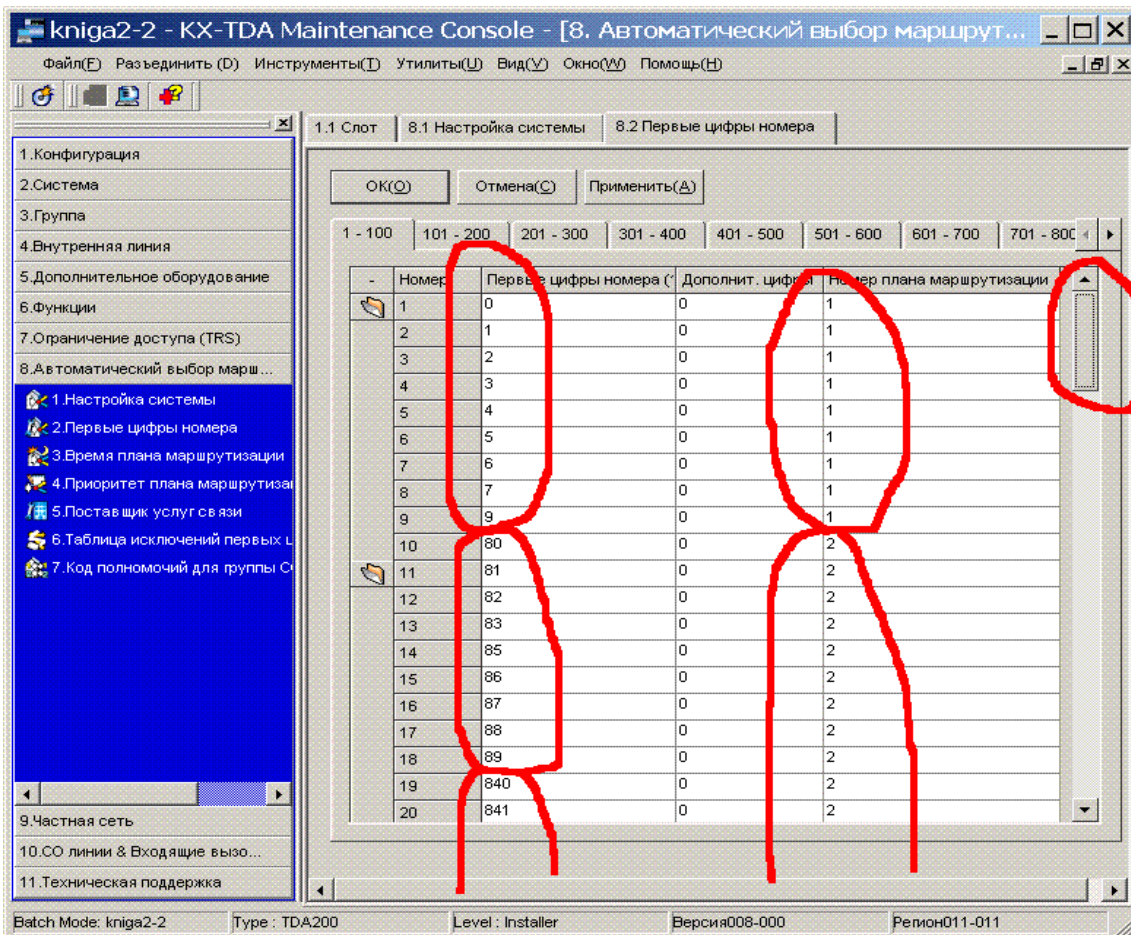 kniga2-2 - KX-TDA Maintenance Console - [8. Автоматический выбор маршрут...
Файл(F) Разъединить (D) Инструменты(T) Утилиты(U) Вид(V) Окно(W) Помощь(H)
1.1 Слот 8.1 Настройка системы 8.2 Первые цифры номера
1.Конфигурация
2.Система
3.Группа
4.Внутренняя линия
5.Дополнительное оборудование
6.Функции
7.Ограничение доступа (TRS)
8.Автоматический выбор марш...
1.Настройка системы
2.Первые цифры номера
3.Время плана маршрутизации
4.Приоритет плана маршрутиза
5.Поставщик услуг связи
6.Таблица исключений первых ц
7.Код полномочий для группы С
9.Частная сеть
10.СО линии & Входящие вызо...
11.Техническая поддержка
ОК(O) Отмена(C) Применить(A)
1 - 100 101 - 200 201 - 300 301 - 400 401 - 500 501 - 600 601 - 700 701 - 800
- Номер Первые цифры номера ( Дополнит. цифры Номер плана маршрутизации
1 0 0 1
2 1 0 1
3 2 0 1
4 3 0 1
5 4 0 1
6 5 0 1
7 6 0 1
8 7 0 1
9 9 0 1
10 80 0 2
11 81 0 2
12 82 0 2
13 83 0 2
14 85 0 2
15 86 0 2
16 87 0 2
17 88 0 2
18 89 0 2
19 840 0 2
20 841 0 2
Batch Mode: kniga2-2 Type : TDA200 Level : Installer Версия008-000 Регион011-011